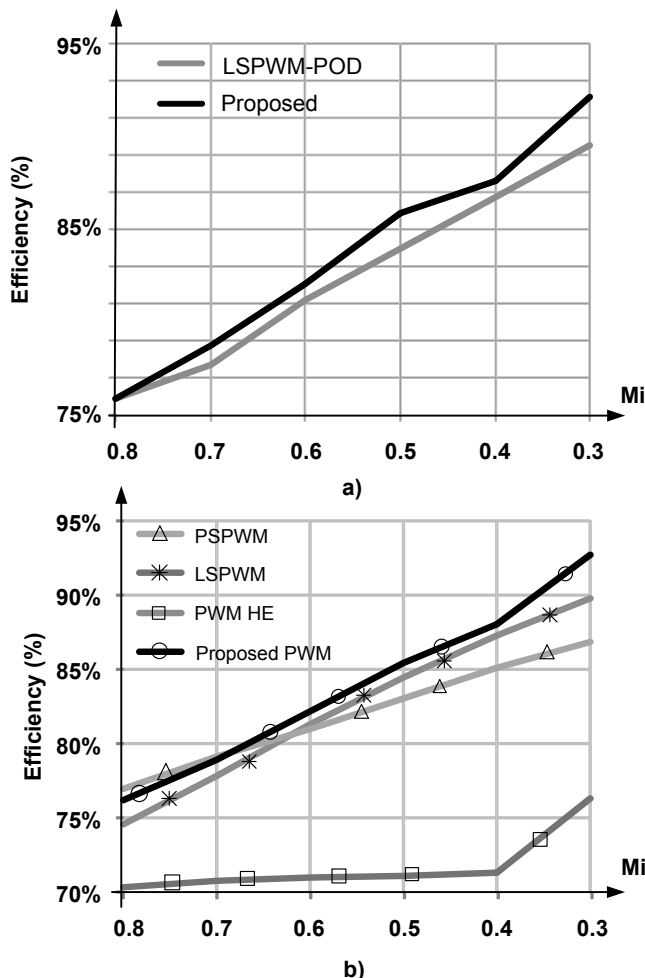 95%
LSPWM-POD
Proposed
85%
Efficiency (%)
75%
Mi
0.8 0.7 0.6 0.5 0.4 0.3
a)
95%
PSPWM
LSPWM
90%
PWM HE
Proposed PWM
85%
Efficiency (%)
80%
75%
70%
Mi
0.8 0.7 0.6 0.5 0.4 0.3
b)